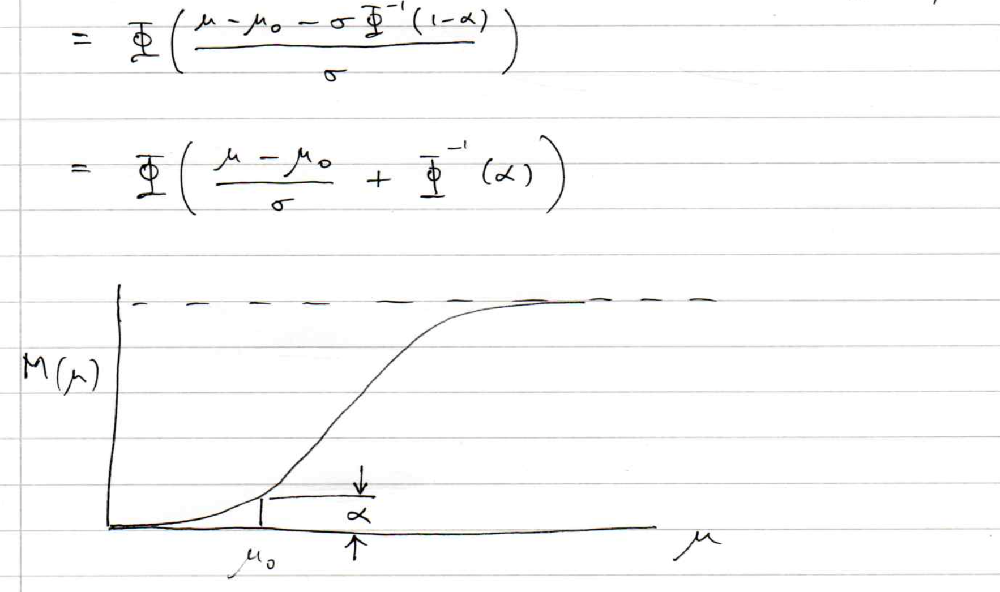 = Φ( (μ - μ₀ - σ Φ⁻¹(1-α)) / σ )
= Φ( (μ - μ₀) / σ + Φ⁻¹(α) )
M(μ)
α
μ₀
μ